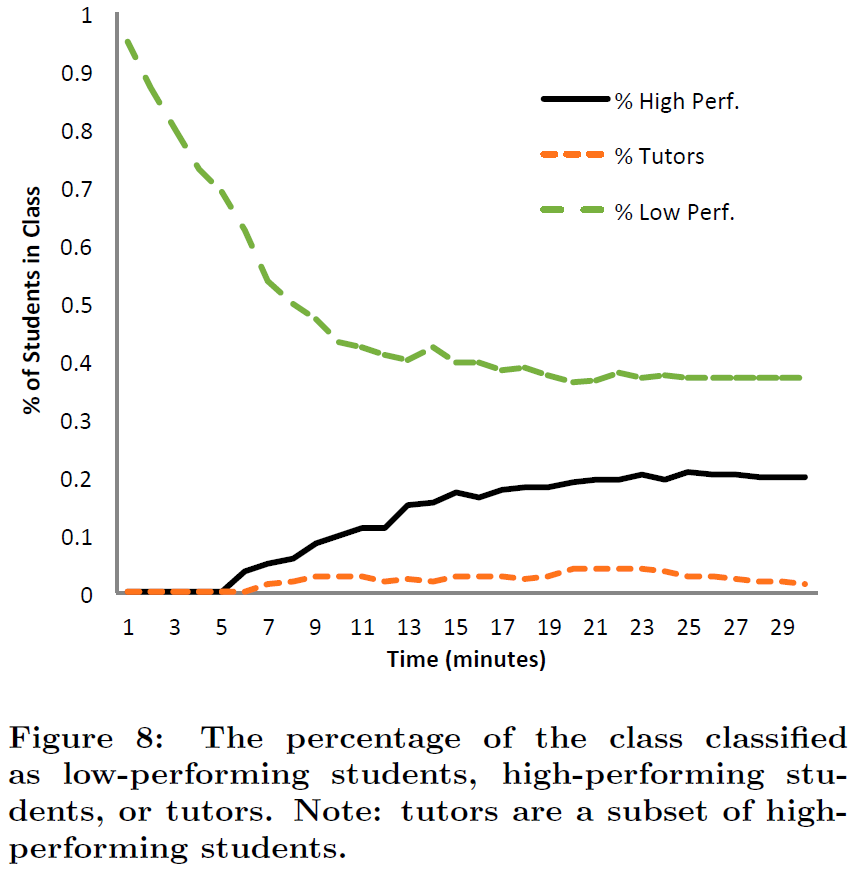 1
0.9
0.8
0.7
0.6
0.5
0.4
0.3
0.2
0.1
0
% of Students in Class
% High Perf.
% Tutors
% Low Perf.
1 3 5 7 9 11 13 15 17 19 21 23 25 27 29
Time (minutes)
Figure 8: The percentage of the class classified
as low-performing students, high-performing stu-
dents, or tutors. Note: tutors are a subset of high-
performing students.